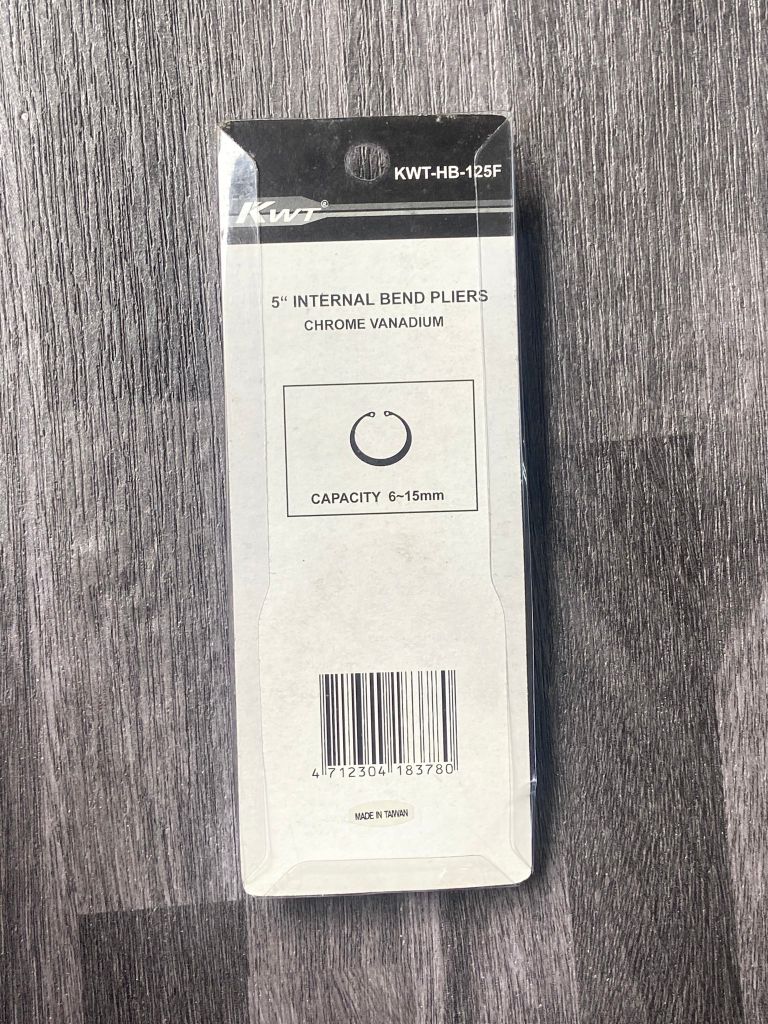 KWT-HB-125F
KWT®
5“ INTERNAL BEND PLIERS
CHROME VANADIUM
CAPACITY 6~15mm
4 712304 183780
MADE IN TAIWAN